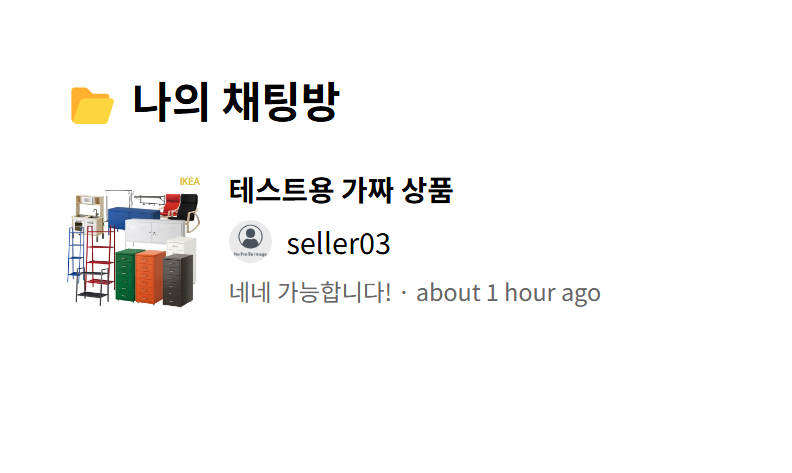 나의 채팅방
IKEA
테스트용 가짜 상품
No Profile Image
seller03
네네 가능합니다! · about 1 hour ago